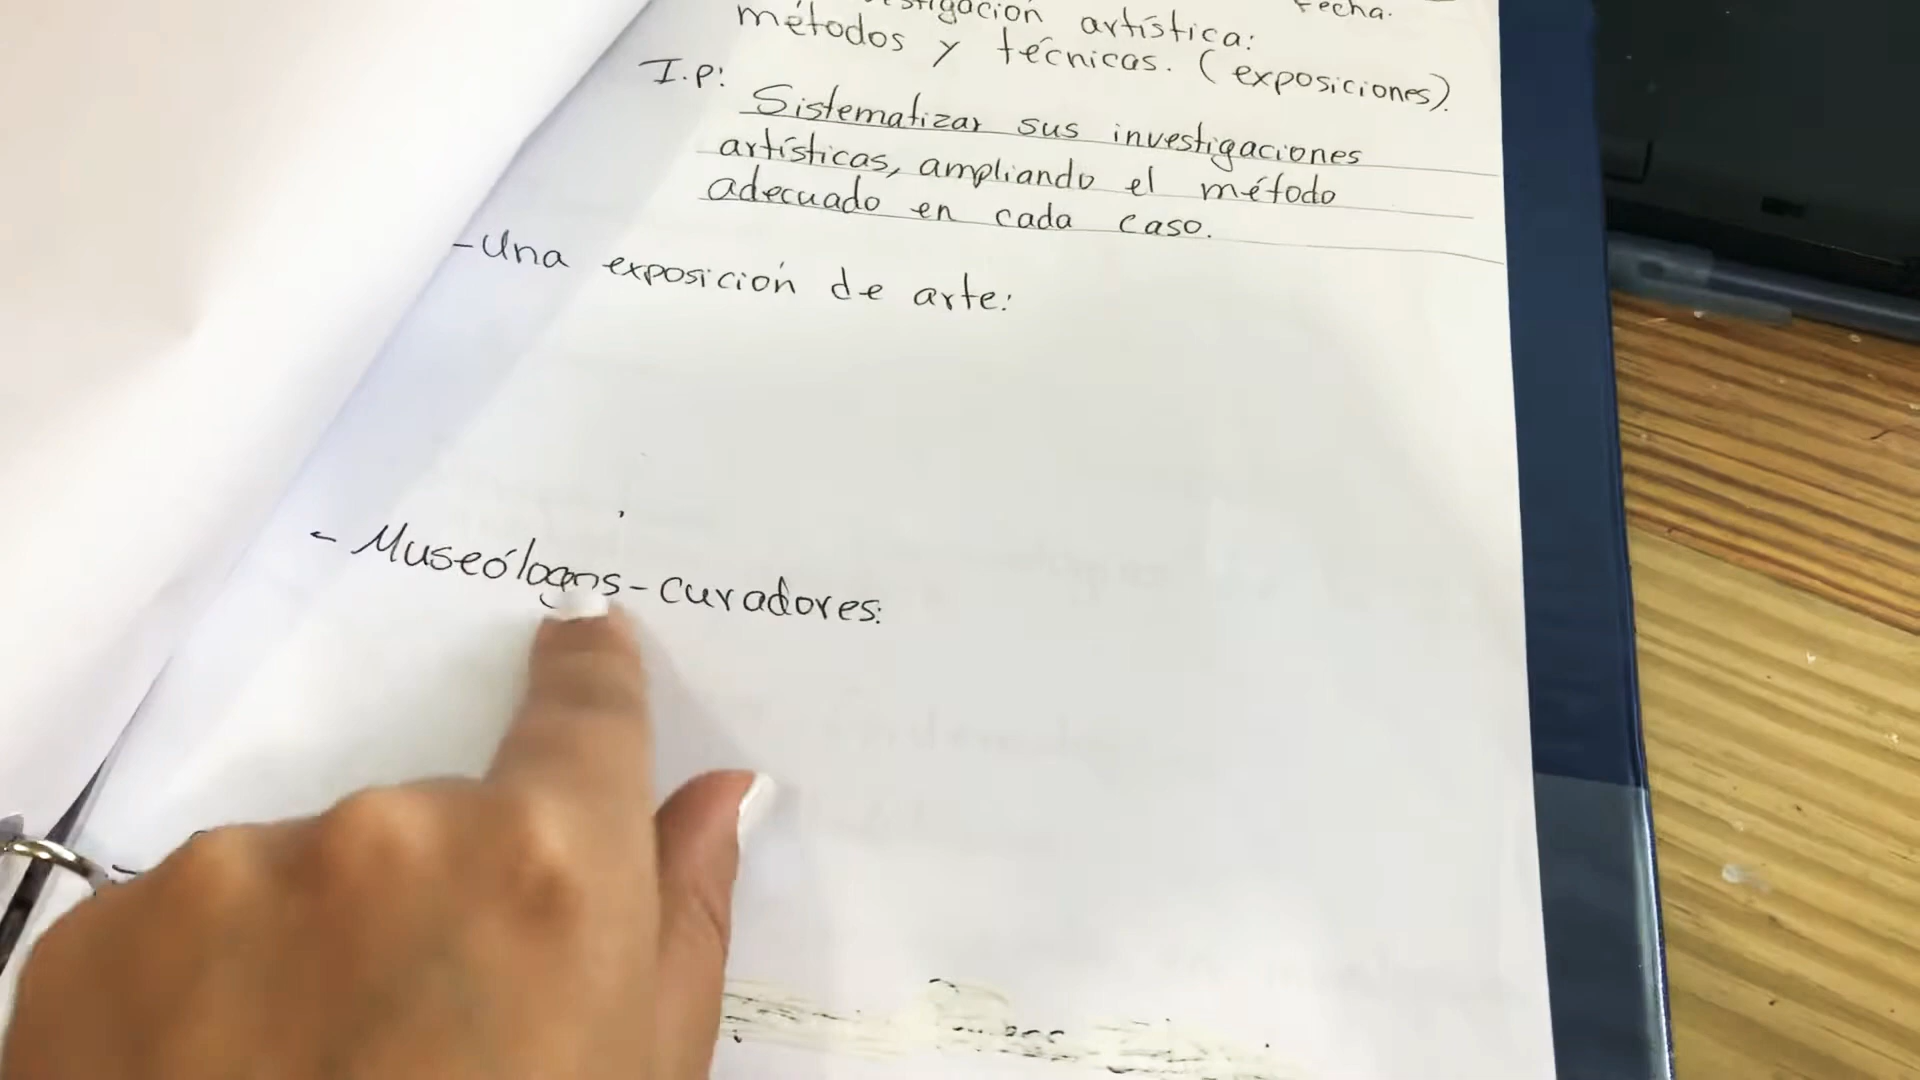 Fecha.
artística:
métodos y técnicas. (exposiciones).
I.p:
Sistematizar sus investigaciones
artísticas, ampliando el método
adecuado en cada caso.
-Una exposición de arte:
- Museólogos-curadores: